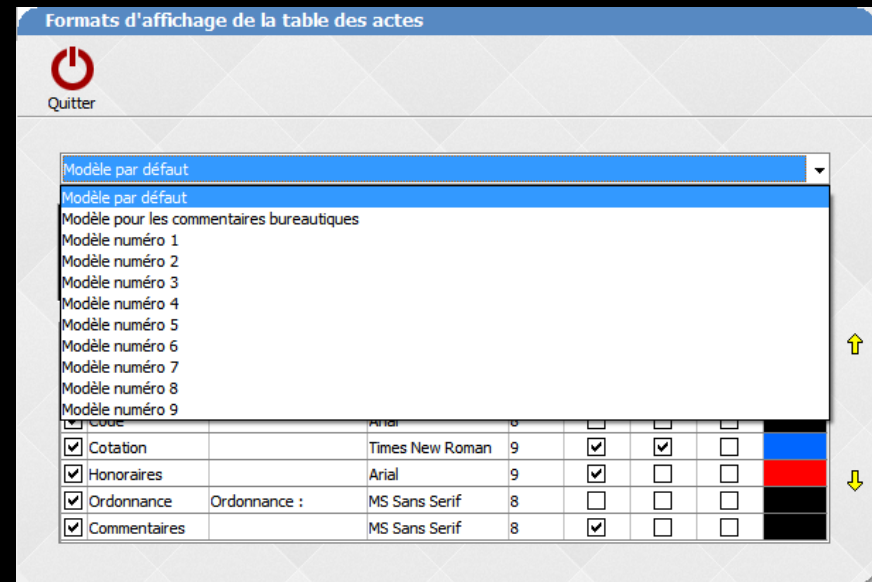 Formats d'affichage de la table des actes
Quitter
Modèle par défaut
Modèle par défaut
Modèle pour les commentaires bureautiques
Modèle numéro 1
Modèle numéro 2
Modèle numéro 3
Modèle numéro 4
Modèle numéro 5
Modèle numéro 6
Modèle numéro 7
Modèle numéro 8
Modèle numéro 9
Code Arial 8
Cotation Times New Roman 9
Honoraires Arial 9
Ordonnance Ordonnance : MS Sans Serif 8
Commentaires MS Sans Serif 8